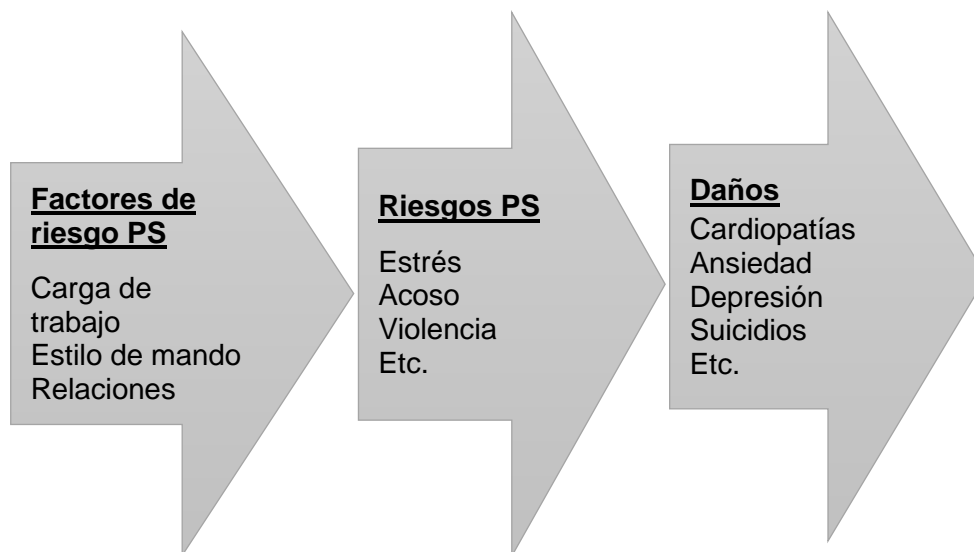 Factores de
riesgo PS
Carga de
trabajo
Estilo de mando
Relaciones
Riesgos PS
Estrés
Acoso
Violencia
Etc.
Daños
Cardiopatías
Ansiedad
Depresión
Suicidios
Etc.